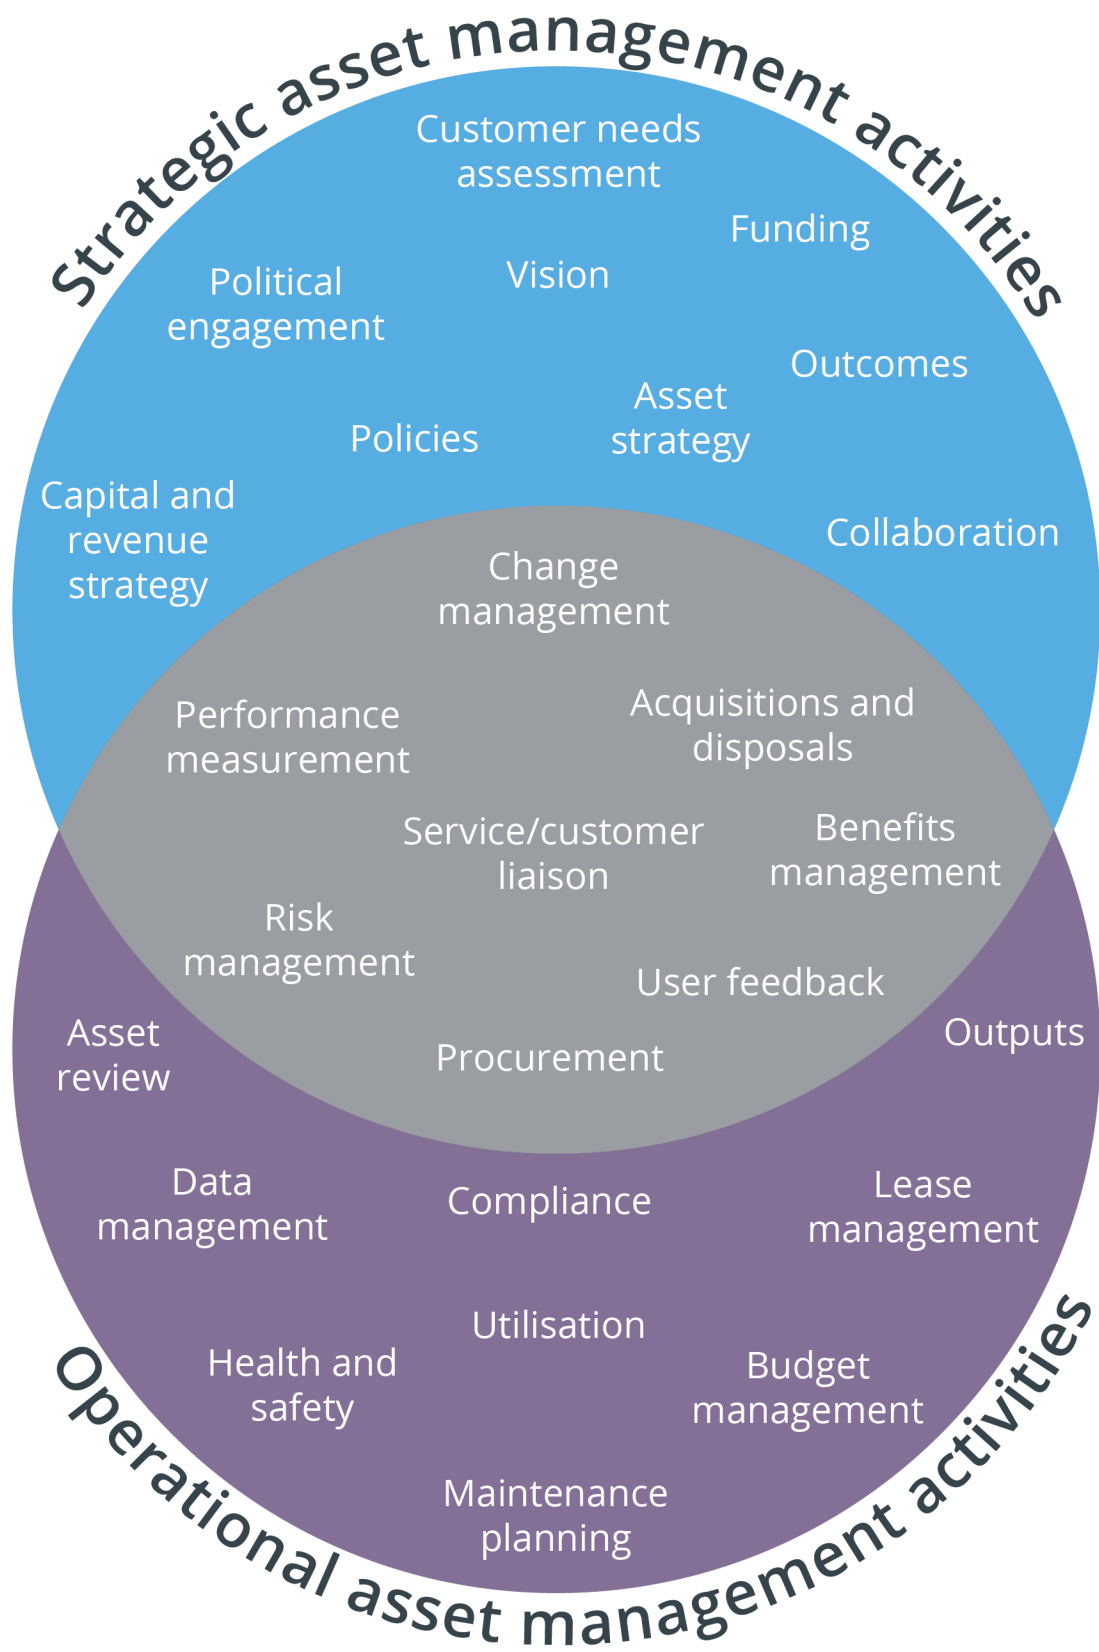 Strategic asset management activities
Customer needs
assessment
Funding
Political
engagement
Vision
Outcomes
Asset
strategy
Policies
Capital and
revenue
strategy
Collaboration
Change
management
Performance
measurement
Acquisitions and
disposals
Service/customer
liaison
Benefits
management
Risk
management
User feedback
Asset
review
Procurement
Outputs
Data
management
Compliance
Lease
management
Utilisation
Health and
safety
Budget
management
Maintenance
planning
Operational asset management activities